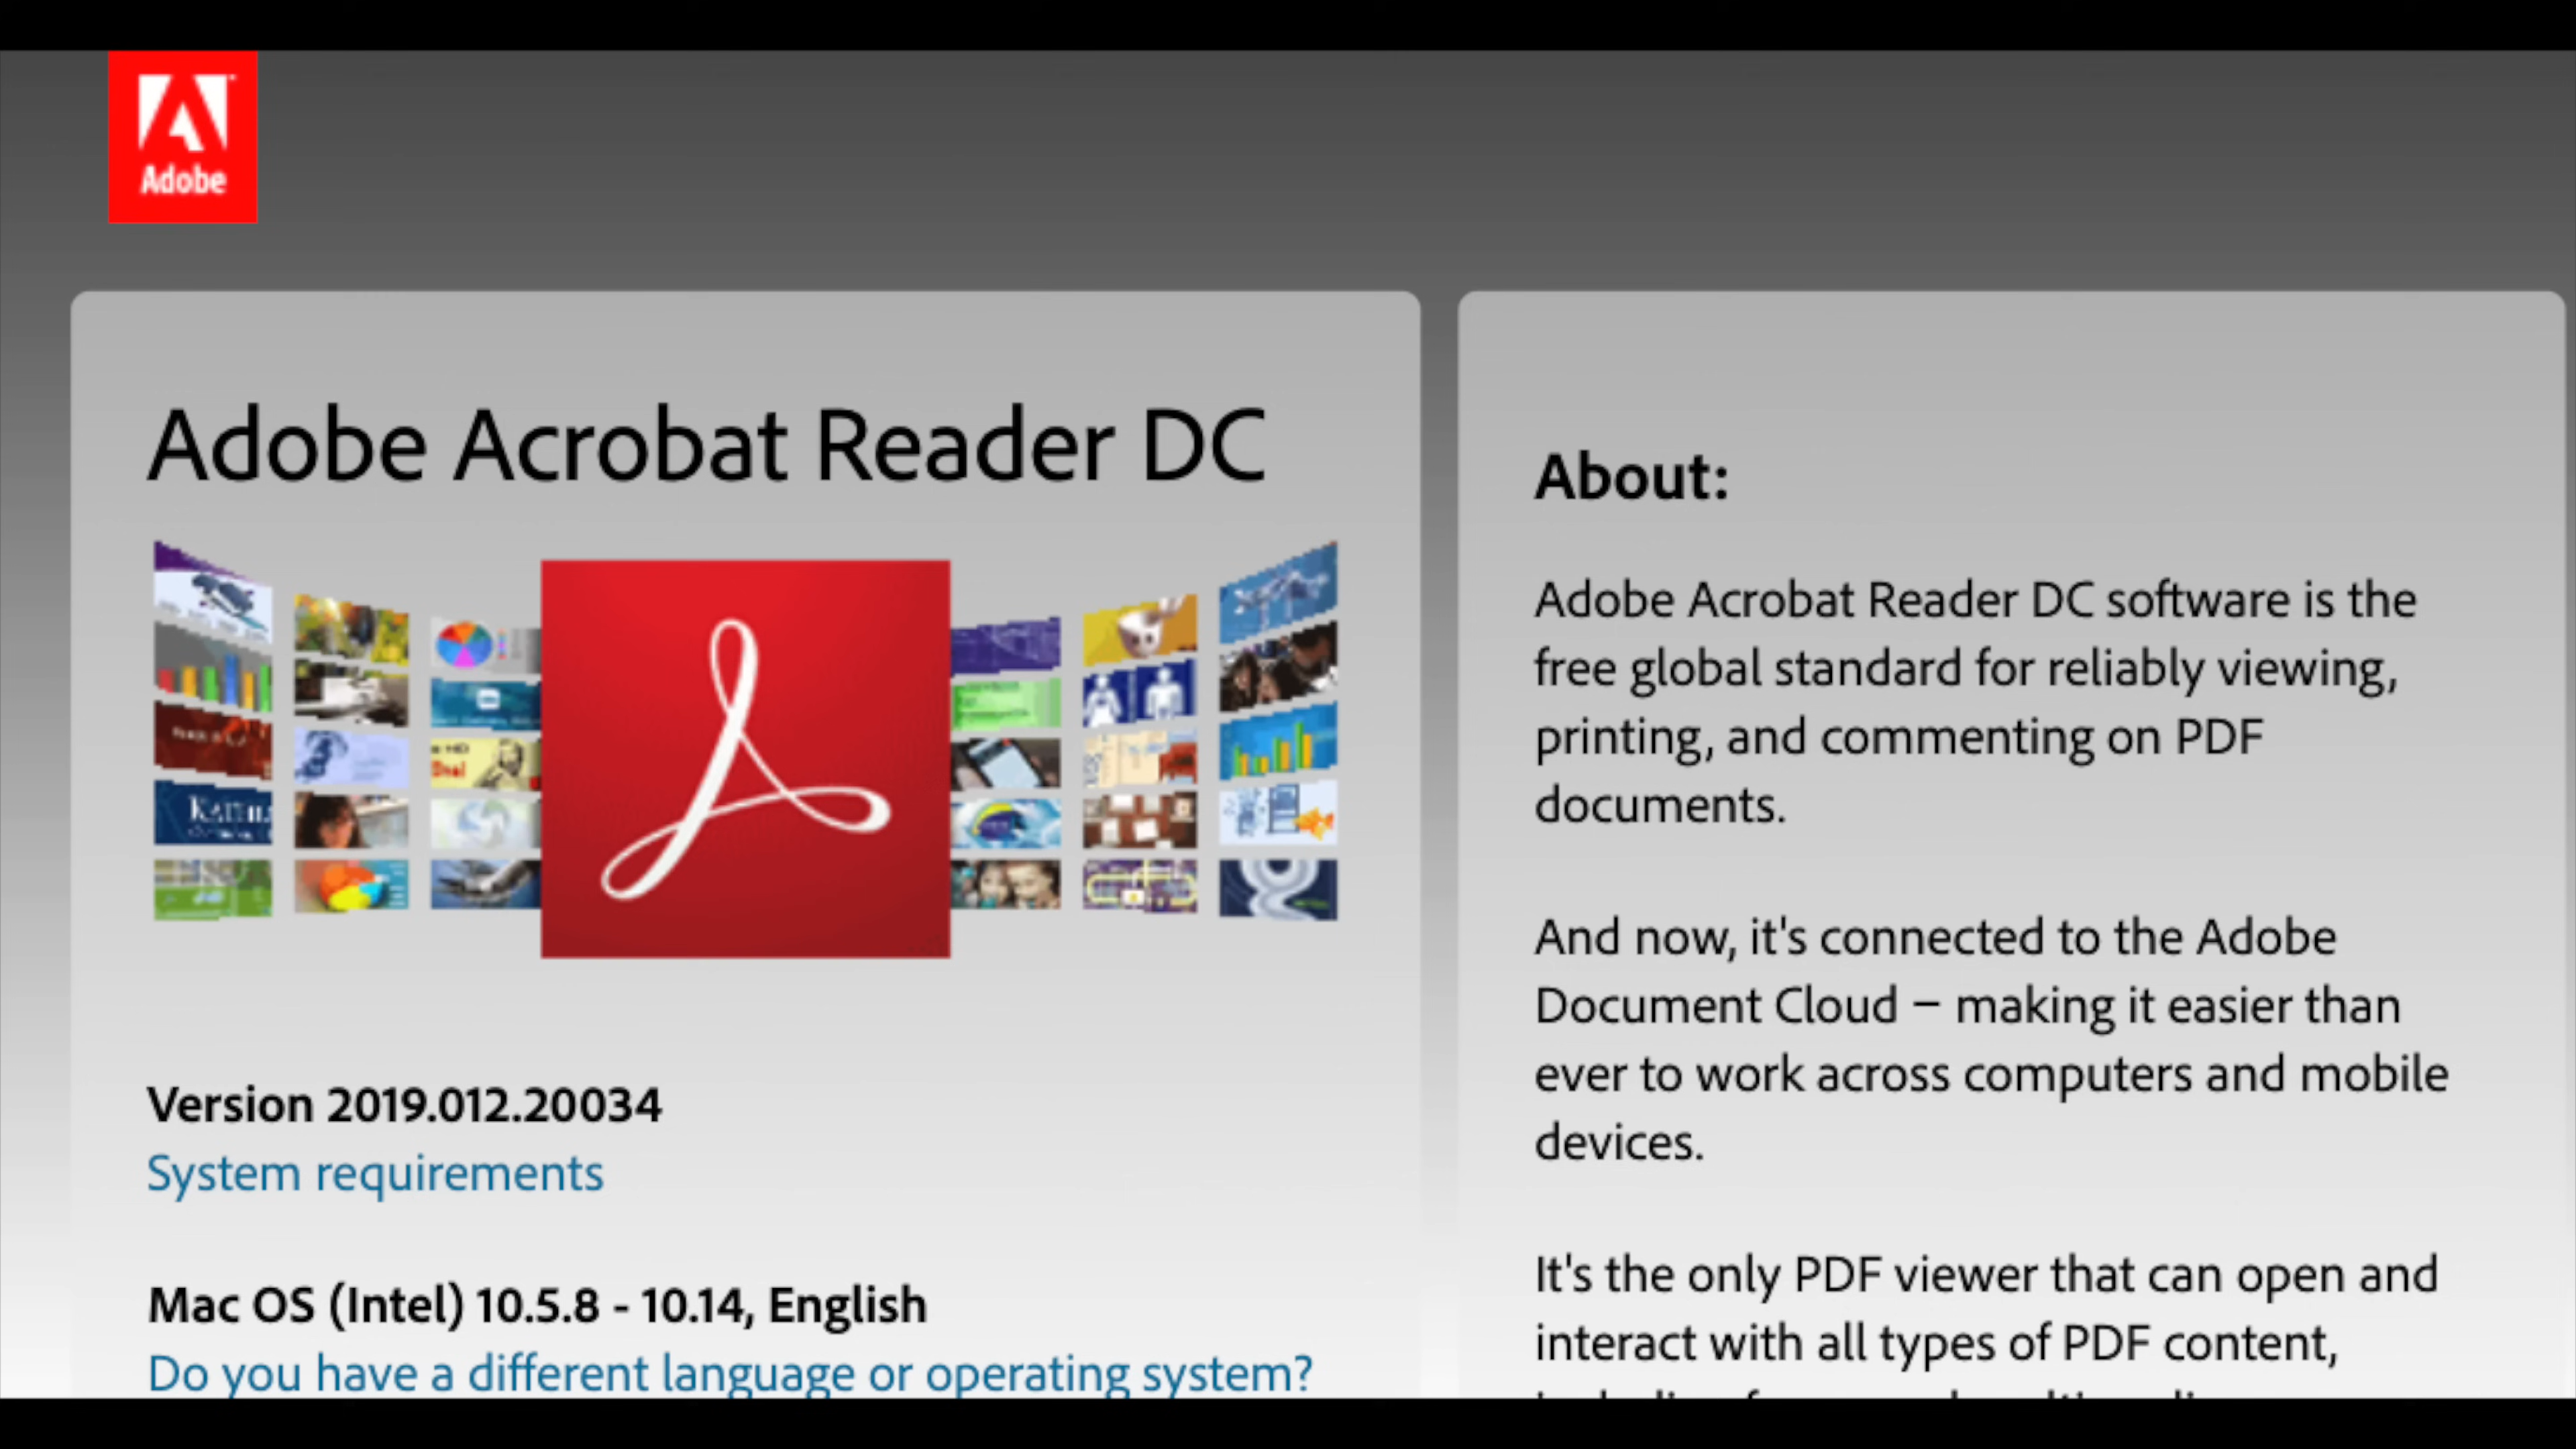 Adobe
Adobe Acrobat Reader DC
Version 2019.012.20034
System requirements
Mac OS (Intel) 10.5.8 - 10.14, English
Do you have a different language or operating system?
About:
Adobe Acrobat Reader DC software is the
free global standard for reliably viewing,
printing, and commenting on PDF
documents.
And now, it's connected to the Adobe
Document Cloud – making it easier than
ever to work across computers and mobile
devices.
It's the only PDF viewer that can open and
interact with all types of PDF content,